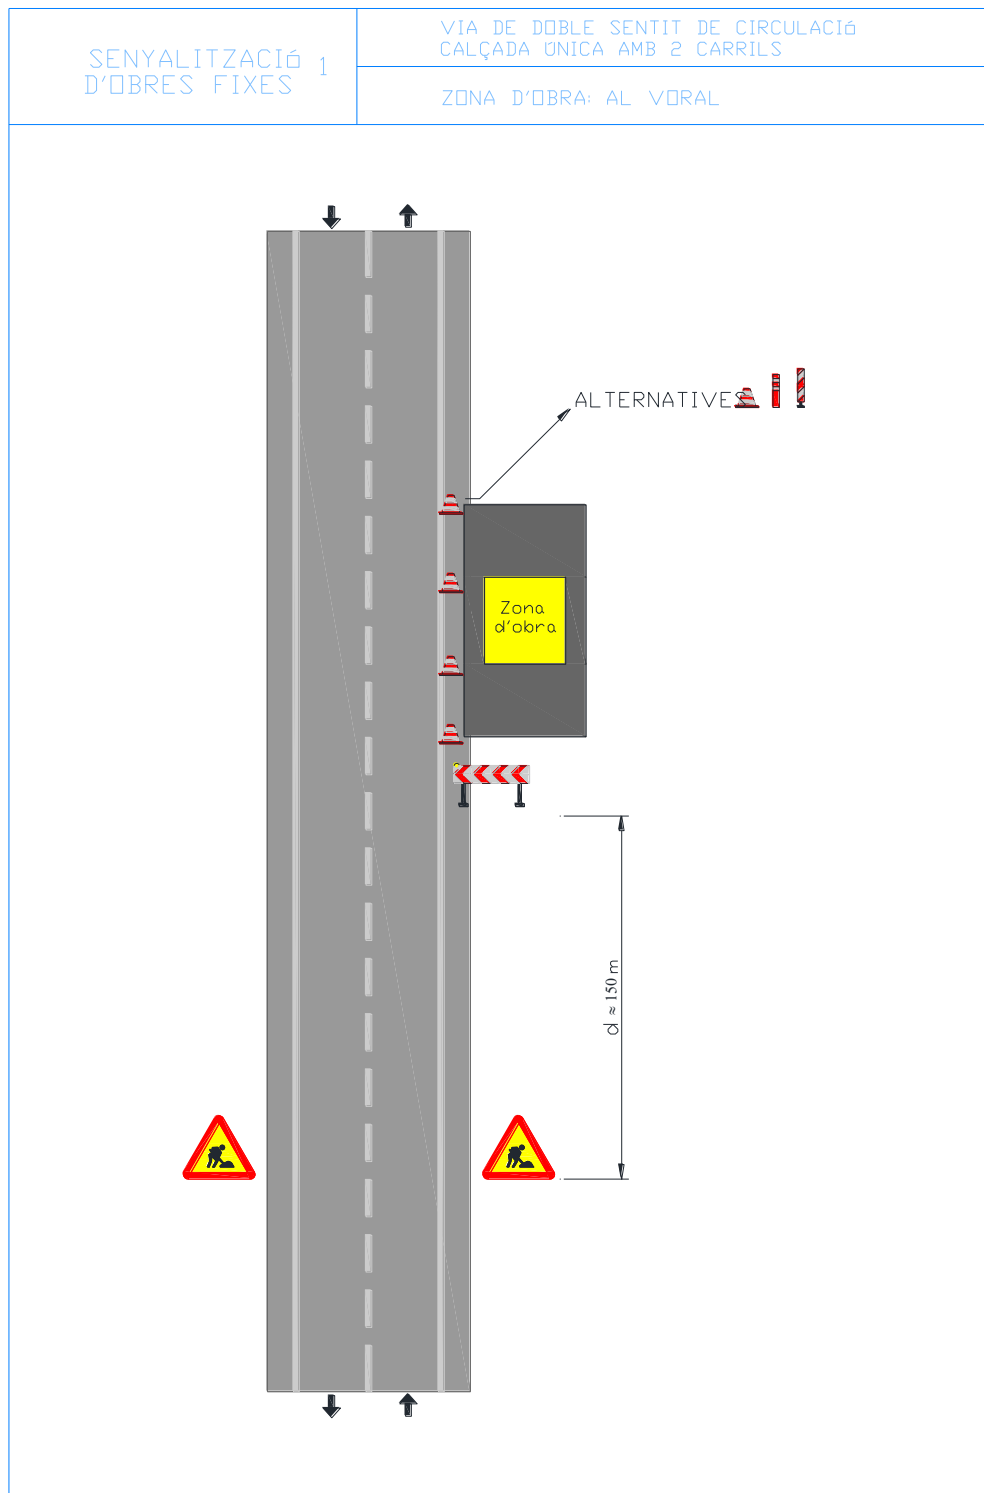 SENYALITZACIó 1
D'OBRES FIXES
VIA DE DOBLE SENTIT DE CIRCULACIó
CALÇADA ÚNICA AMB 2 CARRILS
ZONA D'OBRA: AL VORAL
ALTERNATIVES
Zona
d'obra
d ≈ 150 m